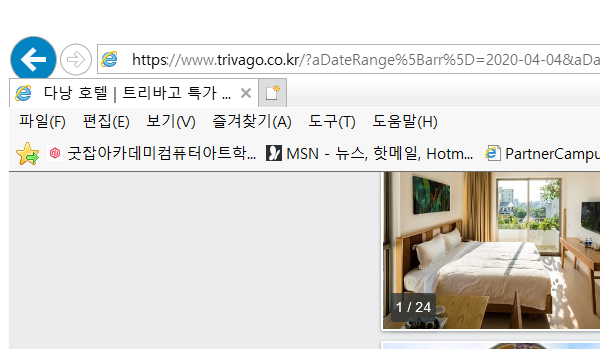 https://www.trivago.co.kr/?aDateRange%5Barr%5D=2020-04-04&aDa
다낭 호텔 | 트리바고 특가 ...
파일(F) 편집(E) 보기(V) 즐겨찾기(A) 도구(T) 도움말(H)
굿잡아카데미컴퓨터아트학... MSN - 뉴스, 핫메일, Hotm... PartnerCampu
1 / 24